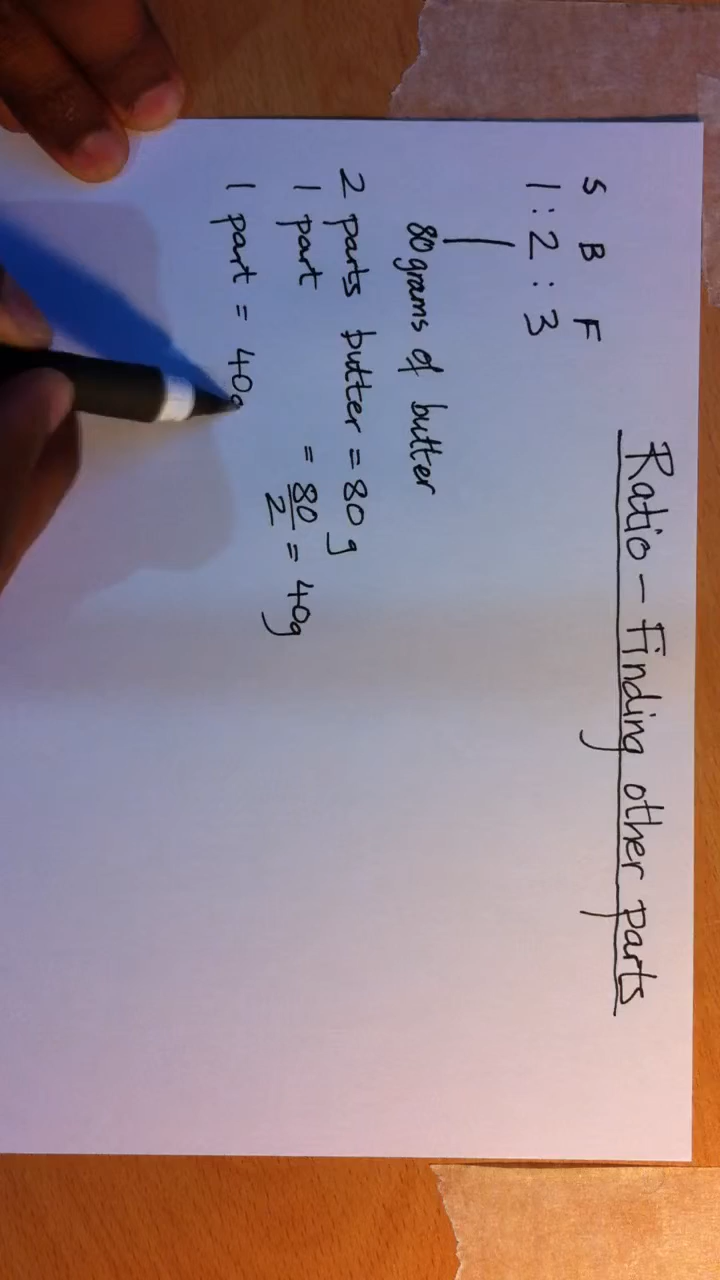 Ratio - Finding other parts
S B F
1 : 2 : 3
80 grams of butter
2 parts butter = 80 g
1 part = 80/2 = 40g
1 part = 40g